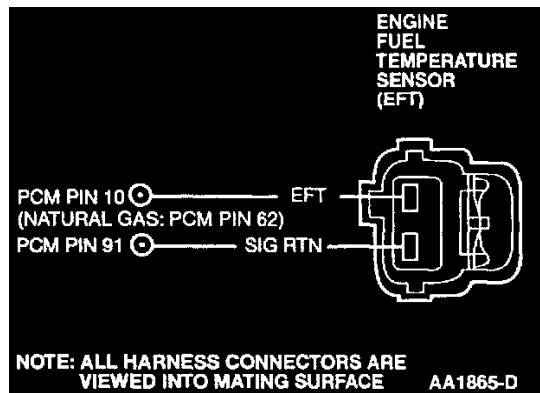 ENGINE
FUEL
TEMPERATURE
SENSOR
(EFT)
PCM PIN 10 EFT
(NATURAL GAS: PCM PIN 62)
PCM PIN 91 SIG RTN
NOTE: ALL HARNESS CONNECTORS ARE
VIEWED INTO MATING SURFACE AA1865-D